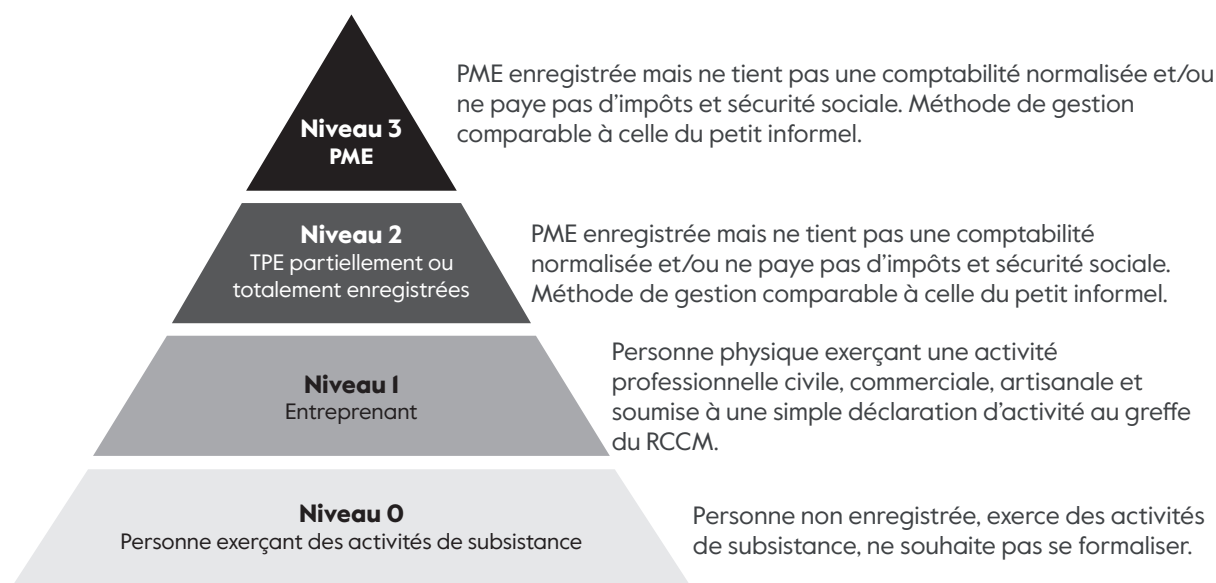 Niveau 3
PME
PME enregistrée mais ne tient pas une comptabilité normalisée et/ou
ne paye pas d'impôts et sécurité sociale. Méthode de gestion
comparable à celle du petit informel.
Niveau 2
TPE partiellement ou
totalement enregistrées
PME enregistrée mais ne tient pas une comptabilité
normalisée et/ou ne paye pas d'impôts et sécurité sociale.
Méthode de gestion comparable à celle du petit informel.
Niveau 1
Entreprenant
Personne physique exerçant une activité
professionnelle civile, commerciale, artisanale et
soumise à une simple déclaration d'activité au greffe
du RCCM.
Niveau 0
Personne exerçant des activités de subsistance
Personne non enregistrée, exerce des activités
de subsistance, ne souhaite pas se formaliser.